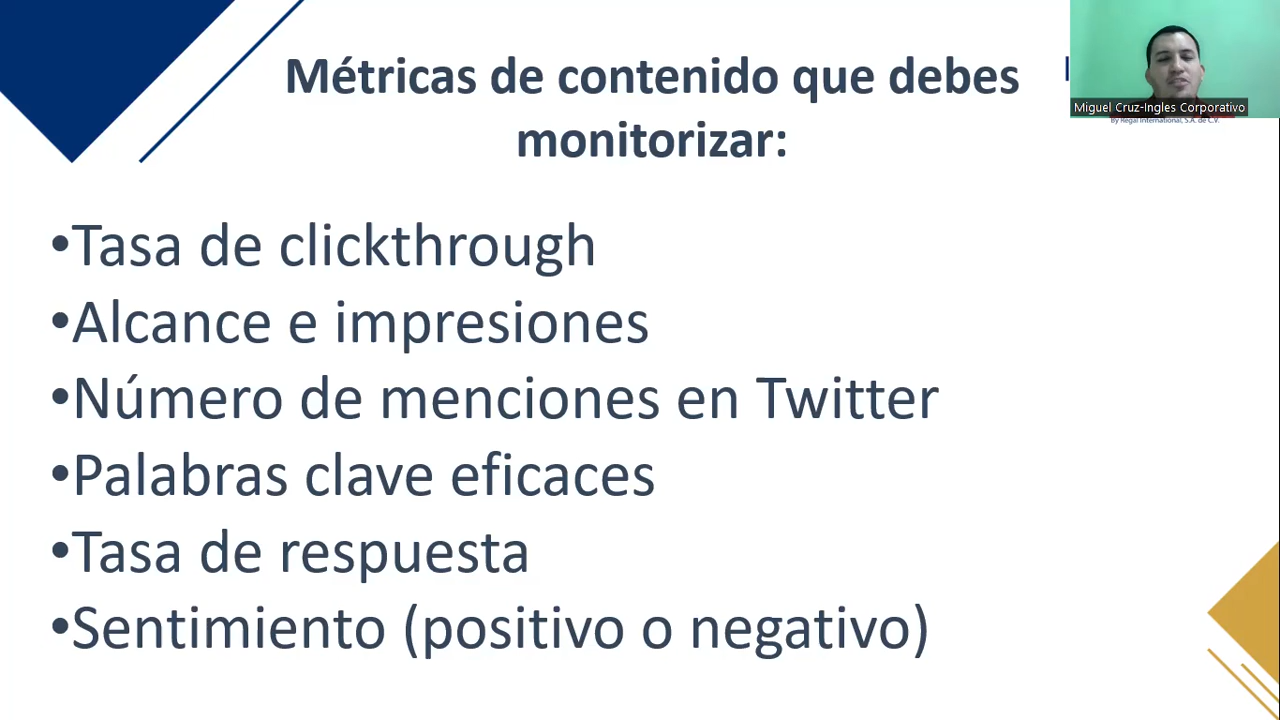 Métricas de contenido que debes
monitorizar:
Miguel Cruz-Ingles Corporativo
By Regal International, S.A. de C.V.
•Tasa de clickthrough
•Alcance e impresiones
•Número de menciones en Twitter
•Palabras clave eficaces
•Tasa de respuesta
•Sentimiento (positivo o negativo)